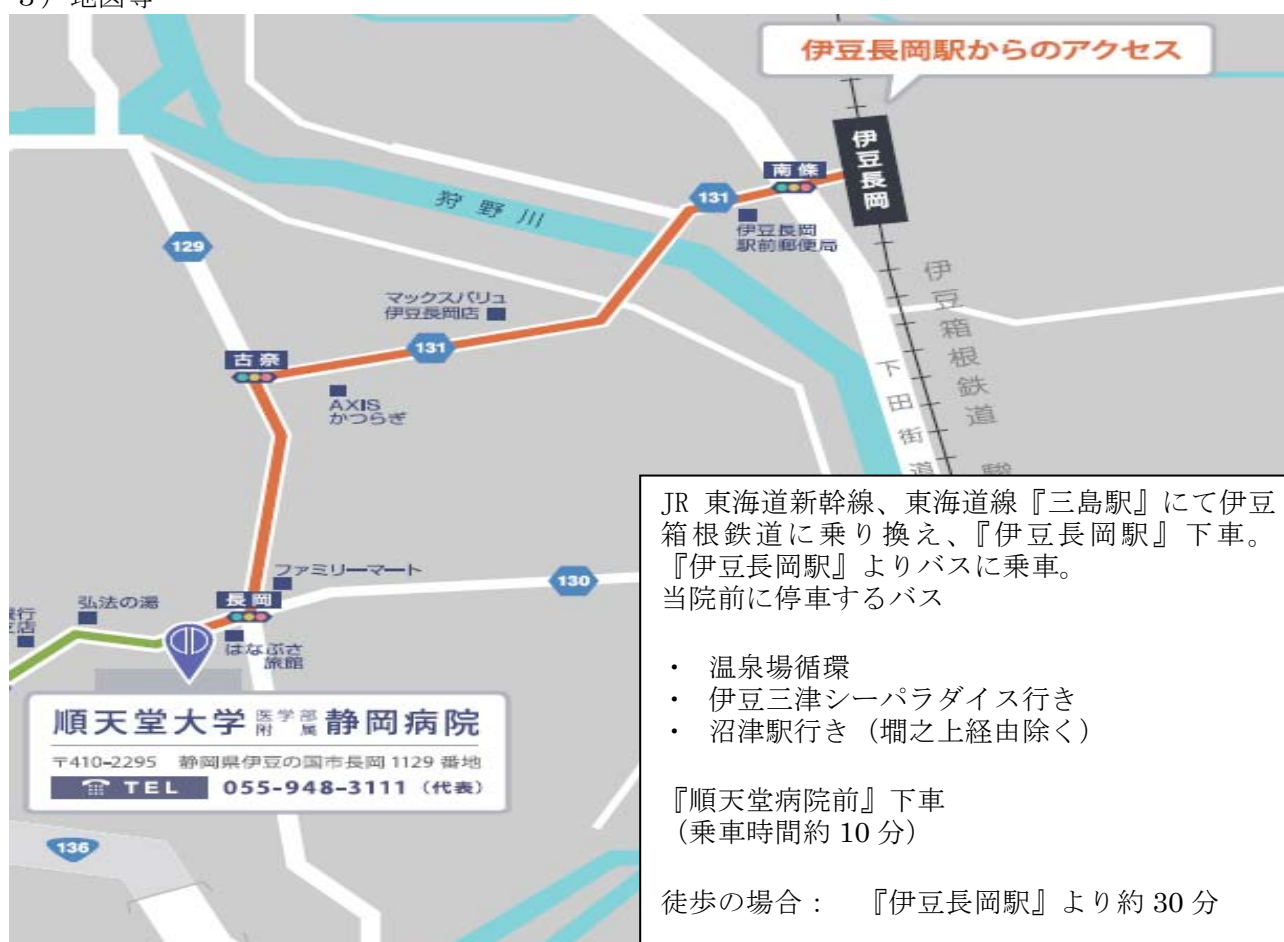 伊豆長岡駅からのアクセス
伊豆長岡
南條
131
伊豆長岡
駅前郵便局
狩野川
129
マックスバリュ
伊豆長岡店
131
古奈
AXIS
かつらぎ
伊豆箱根鉄道
下田街道
ファミリーマート
130
長岡
弘法の湯
はなぶさ
旅館
順天堂大学医学部附属静岡病院
〒410-2295 静岡県伊豆の国市長岡1129番地
TEL 055-948-3111(代表)
136
JR 東海道新幹線、東海道線『三島駅』にて伊豆
箱根鉄道に乗り換え、『伊豆長岡駅』下車。
『伊豆長岡駅』よりバスに乗車。
当院前に停車するバス
・ 温泉場循環
・ 伊豆三津シーパラダイス行き
・ 沼津駅行き(墹之上経由除く)
『順天堂病院前』下車
(乗車時間約 10 分)
徒歩の場合: 『伊豆長岡駅』より約 30 分